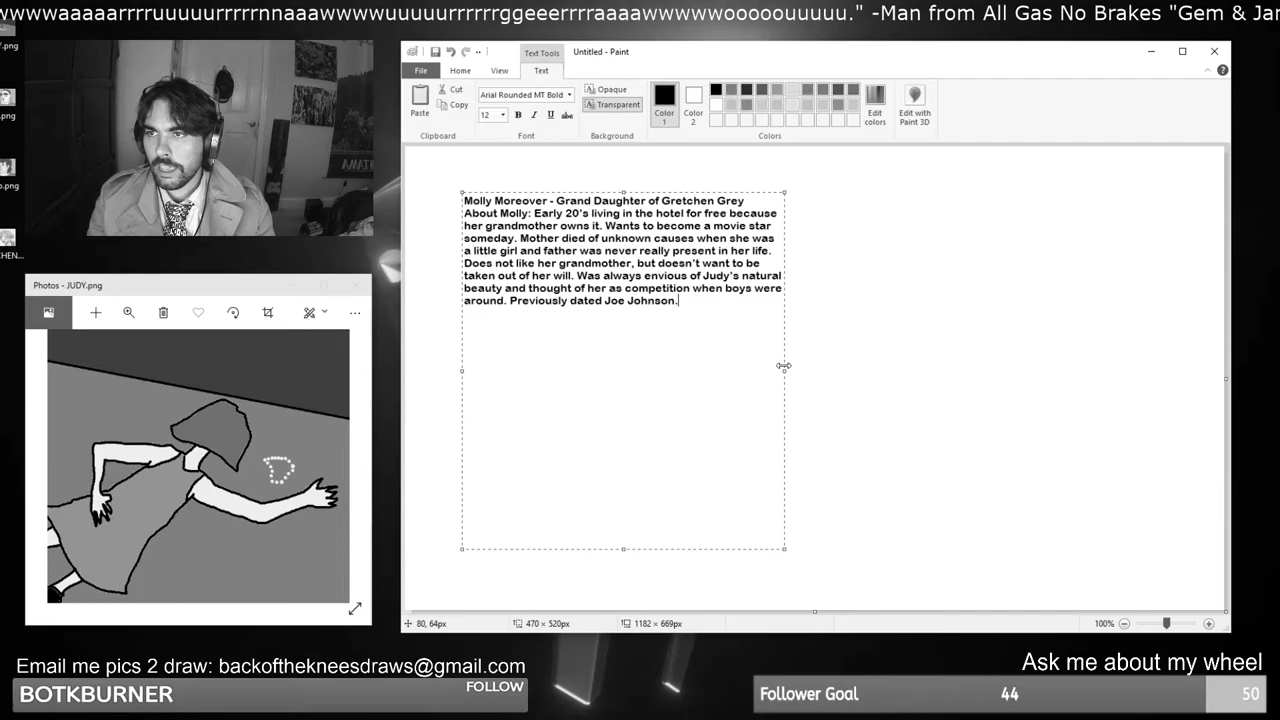 wwwaaaaarrrruuuuurrrrrnnaaawwwwuuuuurrrrrrggeeerrrraaaawwwwwooooouuuuu." -Man from All Gas No Brakes "Gem & Jar
Y.png
.png
o.png
CHEN...
Untitled - Paint
Text Tools
File
Home
View
Text
Paste
Cut
Copy
Clipboard
Arial Rounded MT Bold
12
B I U abc
Font
Opaque
Transparent
Background
Color 1
Color 2
Edit colors
Colors
Edit with Paint 3D
Molly Moreover - Grand Daughter of Gretchen Grey
About Molly: Early 20's living in the hotel for free because
her grandmother owns it. Wants to become a movie star
someday. Mother died of unknown causes when she was
a little girl and father was never really present in her life.
Does not like her grandmother, but doesn't want to be
taken out of her will. Was always envious of Judy's natural
beauty and thought of her as competition when boys were
around. Previously dated Joe Johnson.
Photos - JUDY.png
80, 64px
470 × 520px
1182 × 669px
100%
Email me pics 2 draw: backofthekneesdraws@gmail.com
Ask me about my wheel
BOTKBURNER
FOLLOW
Follower Goal
44
50